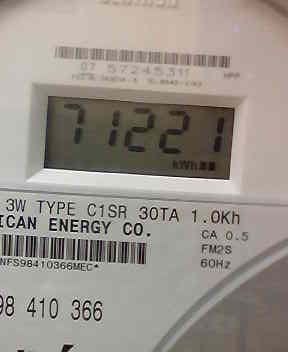 07 57245311
71221
kWh
3W TYPE C1SR 30TA 1.0Kh
ICAN ENERGY CO.
CA 0.5
FM2S
NFS98410366MEC*
60Hz
98 410 366